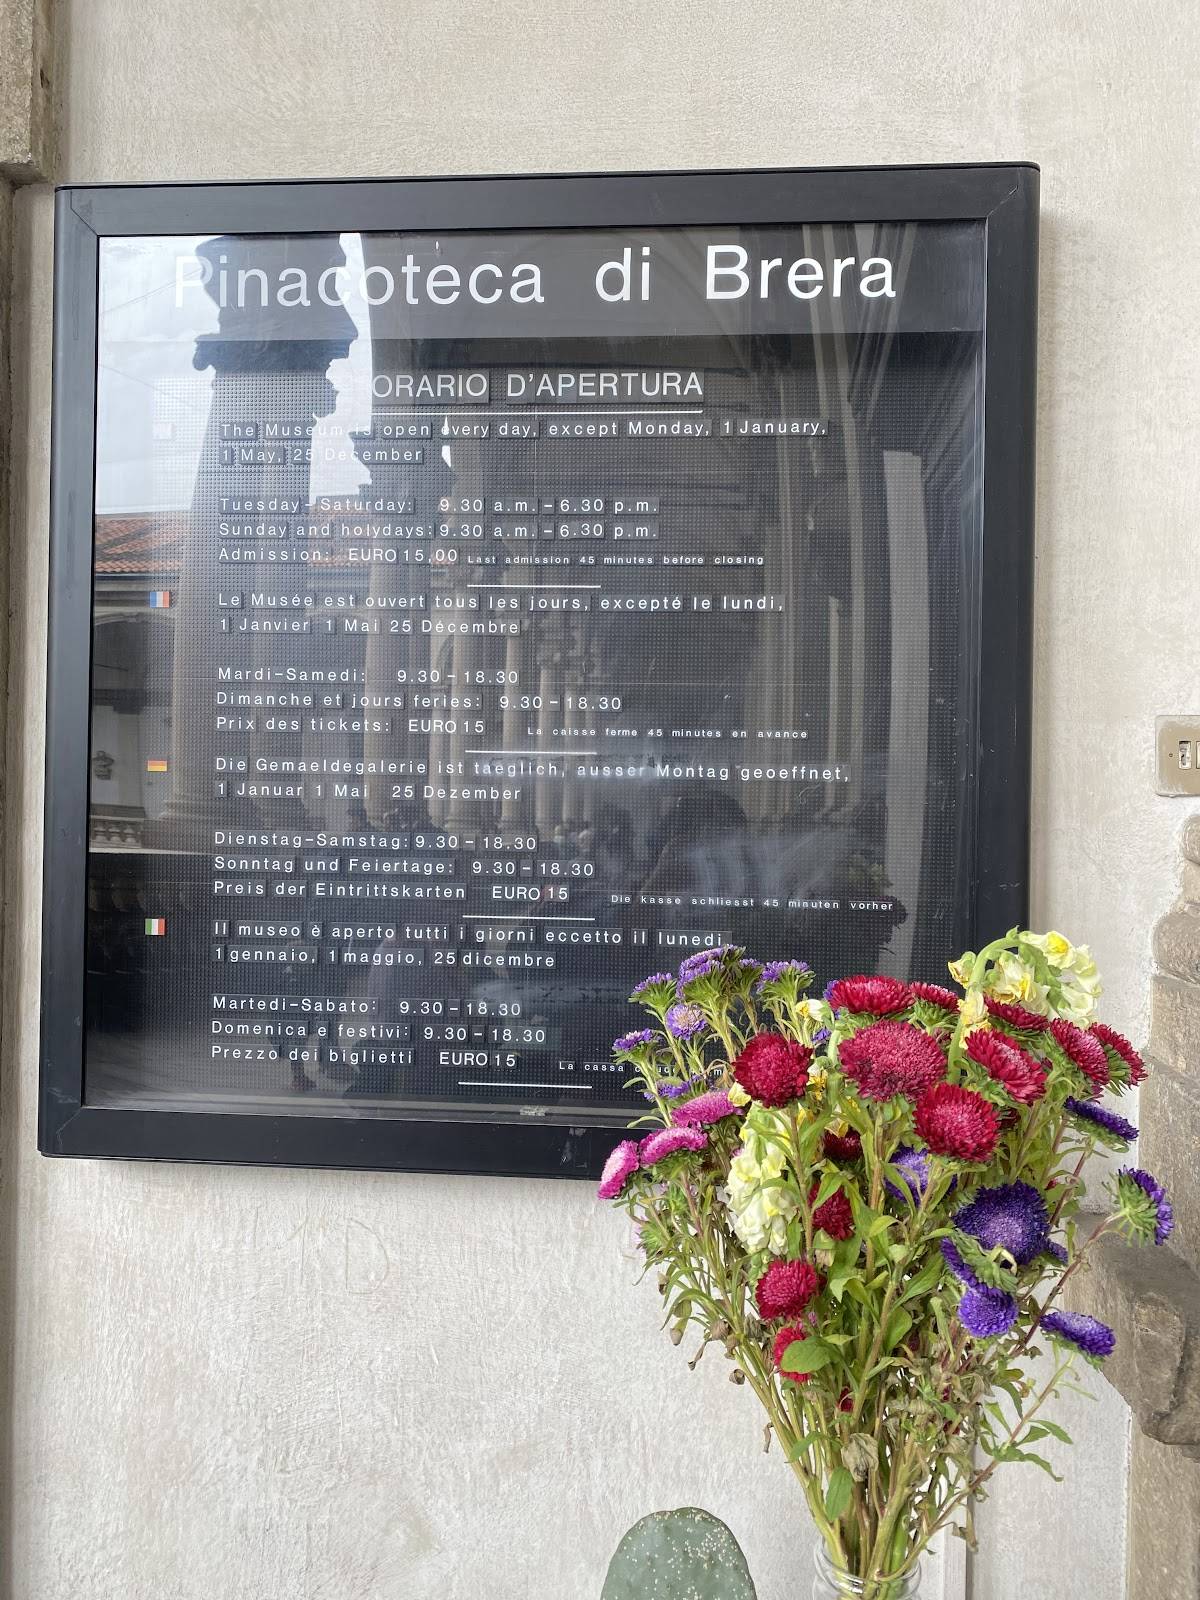 Pinacoteca di Brera
ORARIO D'APERTURA
The Museum is open every day, except Monday, 1 January,
1 May, 25 December
Tuesday-Saturday: 9.30 a.m. - 6.30 p.m.
Sunday and holydays: 9.30 a.m. - 6.30 p.m.
Admission: EURO 15,00 Last admission 45 minutes before closing
Le Musée est ouvert tous les jours, excepté le lundi,
1 Janvier 1 Mai 25 Décembre
Mardi-Samedi: 9.30 - 18.30
Dimanche et jours feries: 9.30 - 18.30
Prix des tickets: EURO 15 La caisse ferme 45 minutes en avance
Die Gemaeldegalerie ist taeglich, ausser Montag geoeffnet,
1 Januar 1 Mai 25 Dezember
Dienstag-Samstag: 9.30 - 18.30
Sonntag und Feiertage: 9.30 - 18.30
Preis der Eintrittskarten EURO 15 Die kasse schliesst 45 minuten vorher
Il museo è aperto tutti i giorni eccetto il lunedi,
1 gennaio, 1 maggio, 25 dicembre
Martedi-Sabato: 9.30 - 18.30
Domenica e festivi: 9.30 - 18.30
Prezzo dei biglietti EURO 15 La cassa